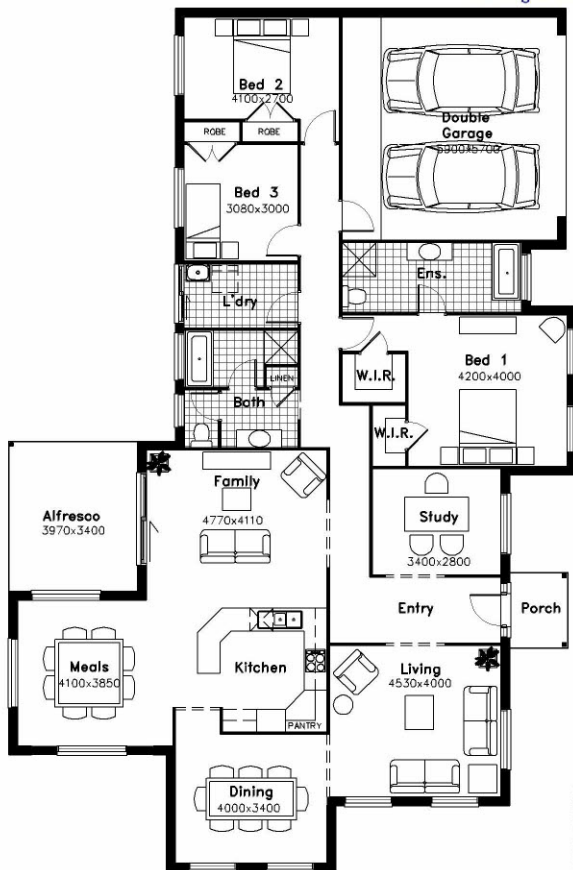 Bed 2
4100x2700
Double
Garage
5900x5700
ROBE
ROBE
Bed 3
3080x3000
Ens.
L'dry
Bed 1
4200x4000
W.I.R.
LINEN
Bath
W.I.R.
Family
4770x4110
Alfresco
3970x3400
Study
3400x2800
Entry
Porch
Meals
4100x3850
Kitchen
Living
4530x4000
PANTRY
Dining
4000x3400